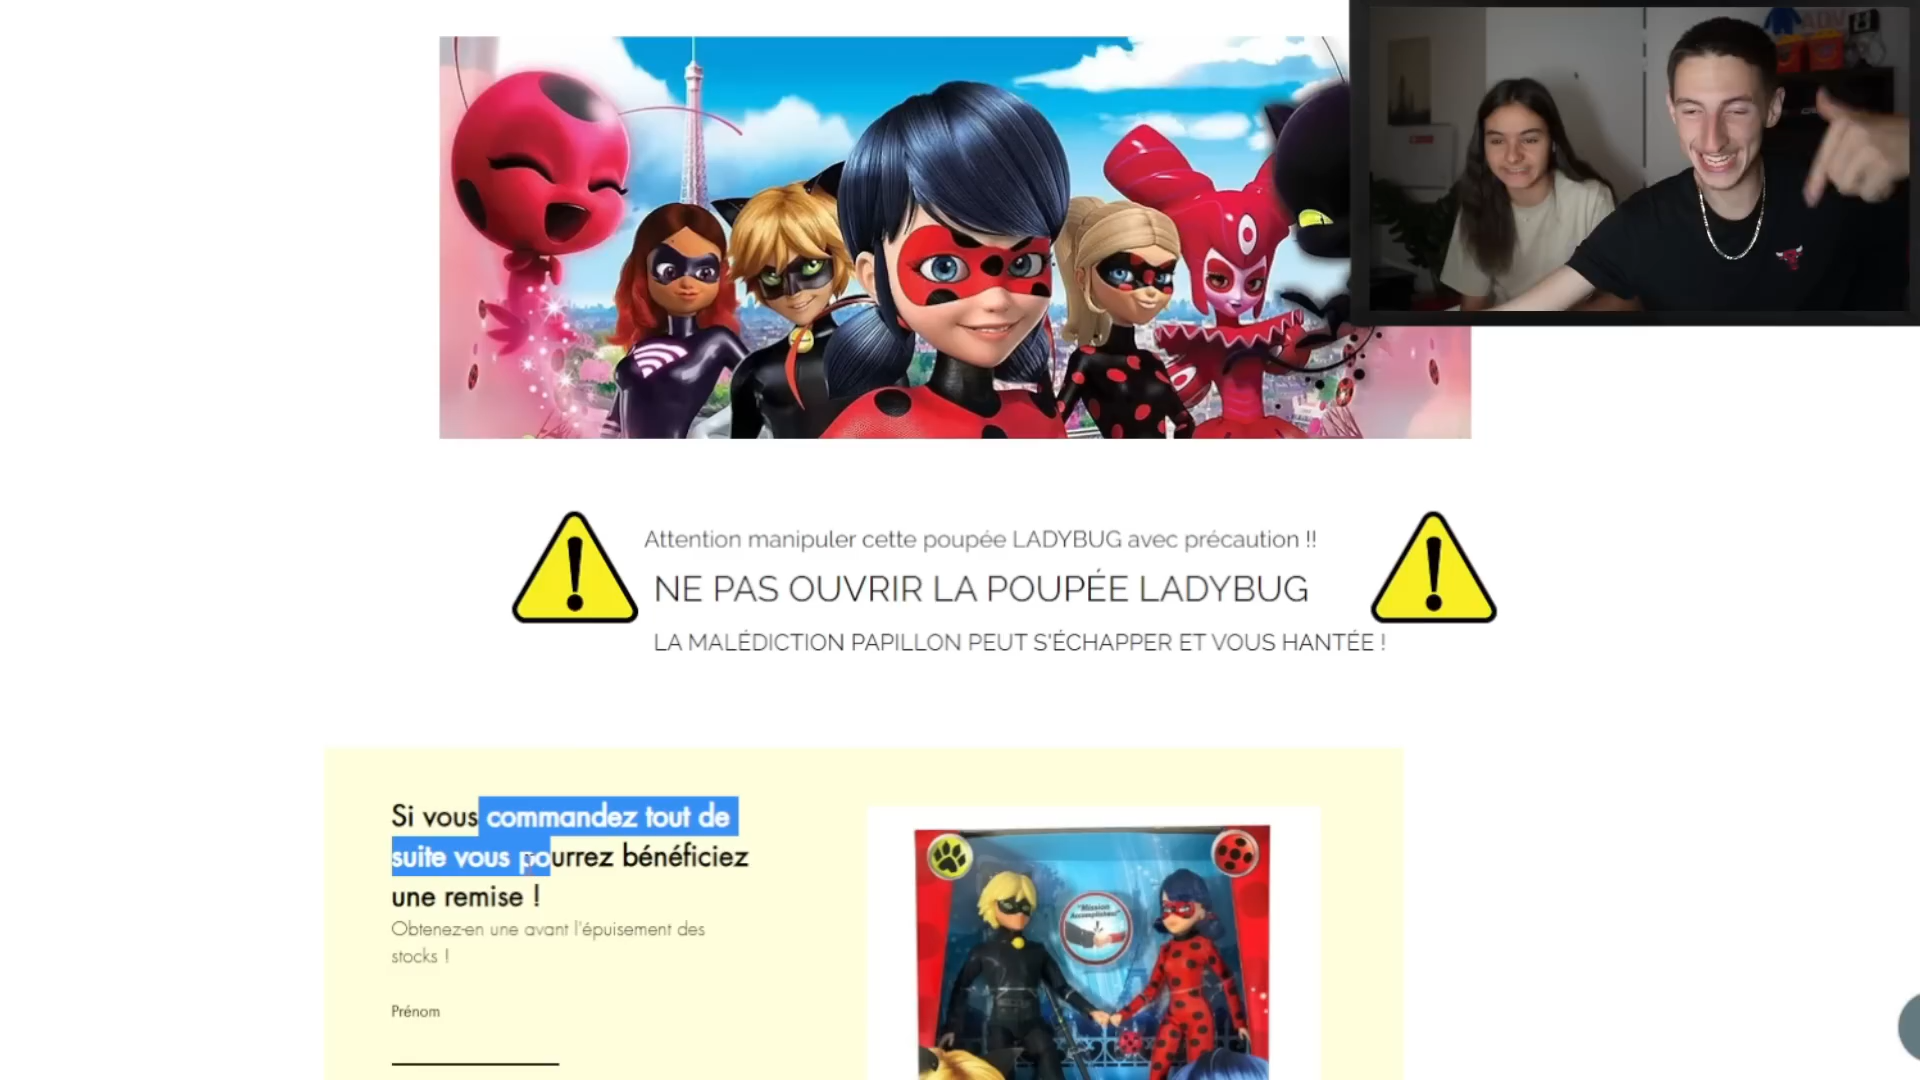 Attention manipuler cette poupée LADYBUG avec précaution !!
NE PAS OUVRIR LA POUPÉE LADYBUG
LA MALÉDICTION PAPILLON PEUT S'ÉCHAPPER ET VOUS HANTÉE !
Si vous commandez tout de
suite vous pourrez bénéficiez
une remise !
Obtenez-en une avant l'épuisement des
stocks !
Prénom
"Mission
Accomplished"